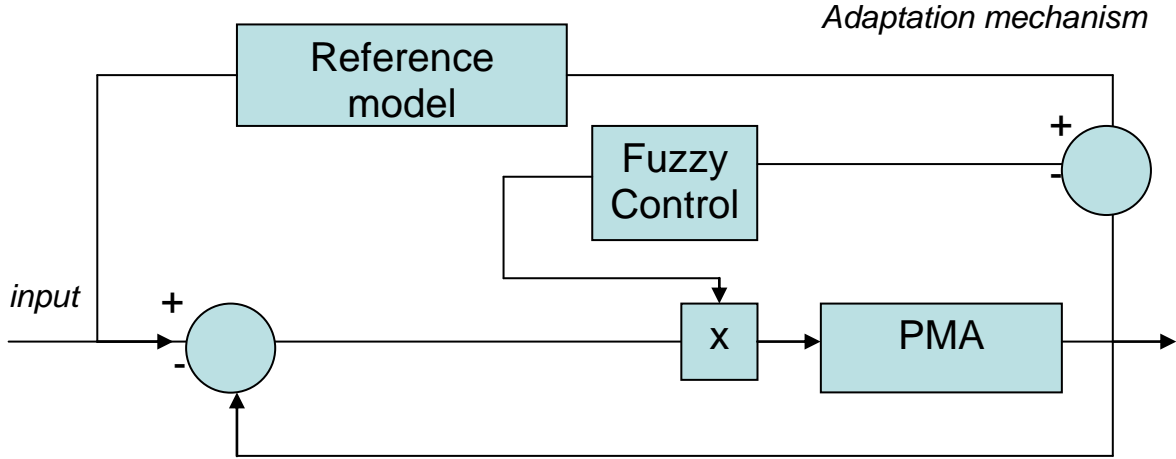 Adaptation mechanism
Reference
model
+
-
Fuzzy
Control
input
+
-
x
PMA